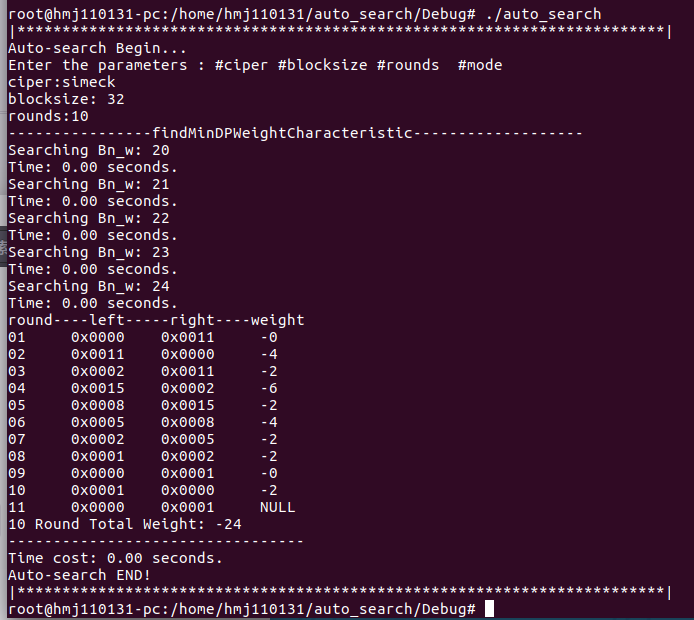 root@hmj110131-pc:/home/hmj110131/auto_search/Debug# ./auto_search
|************************************************************************|
Auto-search Begin...
Enter the parameters : #ciper #blocksize #rounds  #mode
ciper:simeck
blocksize: 32
rounds:10
----------------findMinDPWeightCharacteristic-------------------
Searching Bn_w: 20
Time: 0.00 seconds.
Searching Bn_w: 21
Time: 0.00 seconds.
Searching Bn_w: 22
Time: 0.00 seconds.
Searching Bn_w: 23
Time: 0.00 seconds.
Searching Bn_w: 24
Time: 0.00 seconds.
round----left-----right----weight
01     0x0000    0x0011     -0
02     0x0011    0x0000     -4
03     0x0002    0x0011     -2
04     0x0015    0x0002     -6
05     0x0008    0x0015     -2
06     0x0005    0x0008     -4
07     0x0002    0x0005     -2
08     0x0001    0x0002     -2
09     0x0000    0x0001     -0
10     0x0001    0x0000     -2
11     0x0000    0x0001     NULL
10 Round Total Weight: -24
---------------------------------
Time cost: 0.00 seconds.
Auto-search END!
|************************************************************************|
root@hmj110131-pc:/home/hmj110131/auto_search/Debug#